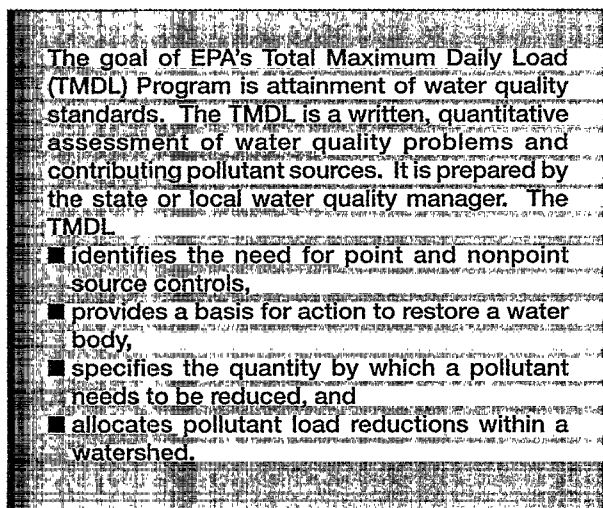 The goal of EPA's Total Maximum Daily Load
(TMDL) Program is attainment of water quality
standards. The TMDL is a written, quantitative
assessment of water quality problems and
contributing pollutant sources. It is prepared by
the state or local water quality manager. The
TMDL
■ identifies the need for point and nonpoint
source controls,
■ provides a basis for action to restore a water
body,
■ specifies the quantity by which a pollutant
needs to be reduced, and
■ allocates pollutant load reductions within a
watershed.